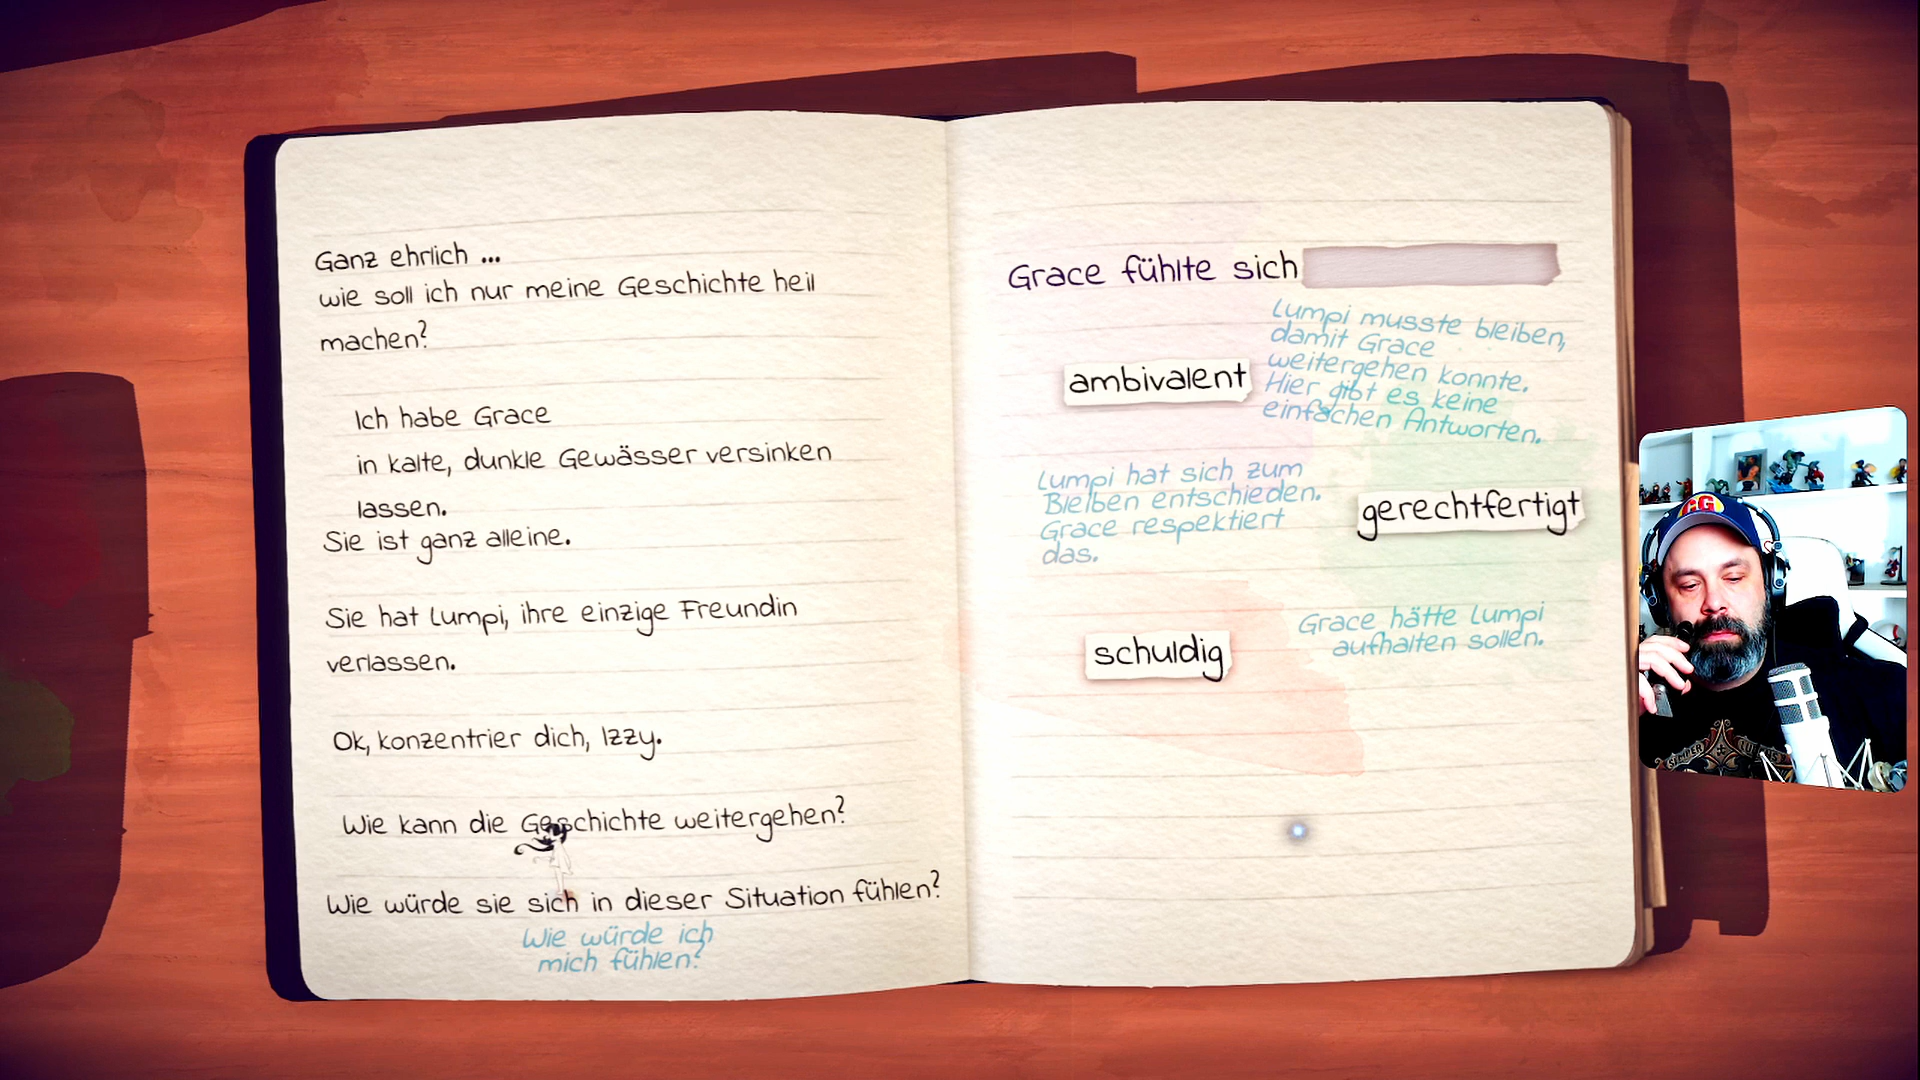 Ganz ehrlich ...
wie soll ich nur meine Geschichte heil
machen?
Ich habe Grace
in kalte, dunkle Gewässer versinken
lassen.
Sie ist ganz alleine.
Sie hat Lumpi, ihre einzige Freundin
verlassen.
Ok, konzentrier dich, Izzy.
Wie kann die Geschichte weitergehen?
Wie würde sie sich in dieser Situation fühlen?
Wie würde ich
mich fühlen?
Grace fühlte sich
Lumpi musste bleiben,
damit Grace
weitergehen konnte.
Hier gibt es keine
einfachen Antworten.
ambivalent
Lumpi hat sich zum
Bleiben entschieden.
Grace respektiert
das.
gerechtfertigt
Grace hätte Lumpi
aufhalten sollen.
schuldig
CG